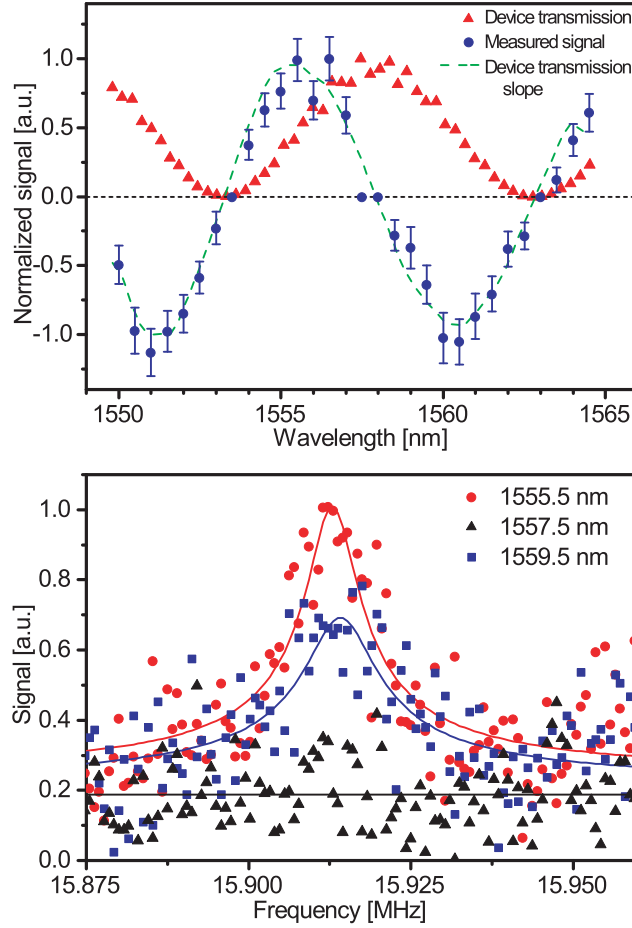 Device transmission
Measured signal
Device transmission
slope
Normalized signal [a.u.]
1.0
0.5
0.0
-0.5
-1.0
1550
1555
1560
1565
Wavelength [nm]
1555.5 nm
1557.5 nm
1559.5 nm
Signal [a.u.]
1.0
0.8
0.6
0.4
0.2
0.0
15.875
15.900
15.925
15.950
Frequency [MHz]